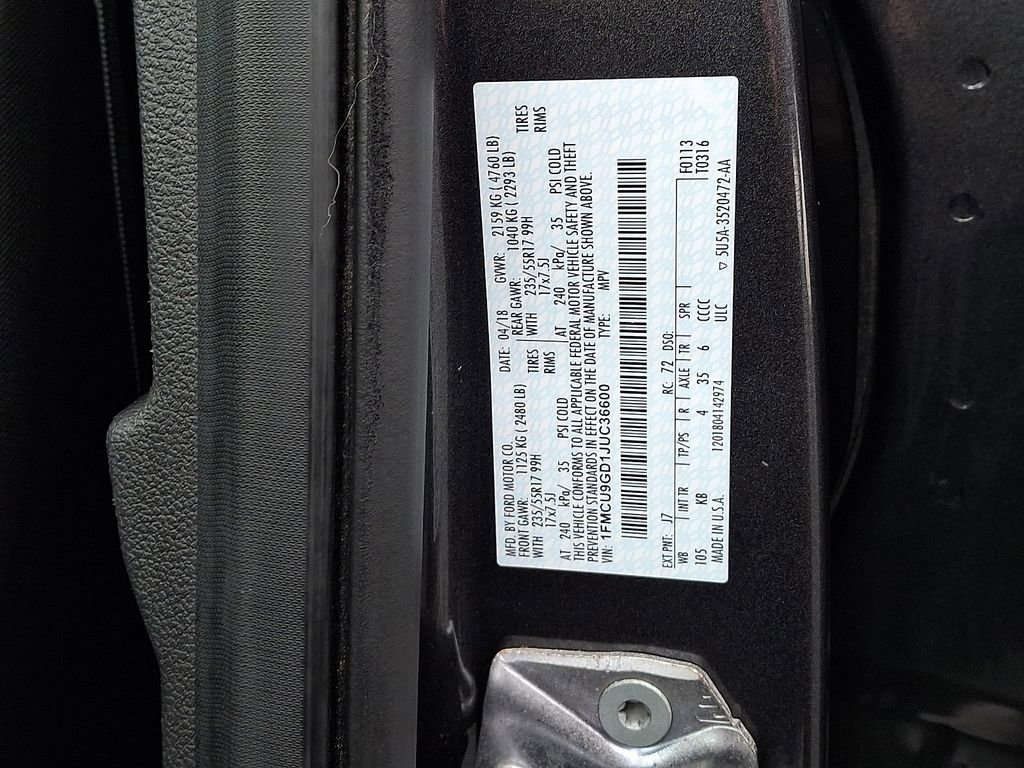 MFD. BY FORD MOTOR CO. DATE: 04/18 GVWR: 2159 KG ( 4760 LB)
FRONT GAWR: 1125 KG ( 2480 LB) REAR GAWR: 1040 KG ( 2293 LB)
WITH 235/55R17 99H TIRES WITH 235/55R17 99H TIRES
17x7.5J RIMS 17x7.5J RIMS
AT 240 kPa/ 35 PSI COLD AT 240 kPa/ 35 PSI COLD
THIS VEHICLE CONFORMS TO ALL APPLICABLE FEDERAL MOTOR VEHICLE SAFETY AND THEFT
PREVENTION STANDARDS IN EFFECT ON THE DATE OF MANUFACTURE SHOWN ABOVE.
VIN: 1FMCU9GD1JUC36600 TYPE: MPV
EXT PNT: J7 RC: 72 DSO: F0113
WB INT TR TP/PS R AXLE TR SPR T0316
105 KB 4 35 6 CCCC
MADE IN U.S.A. 1201804142974 ULC ▽ 5U5A-3520472-AA